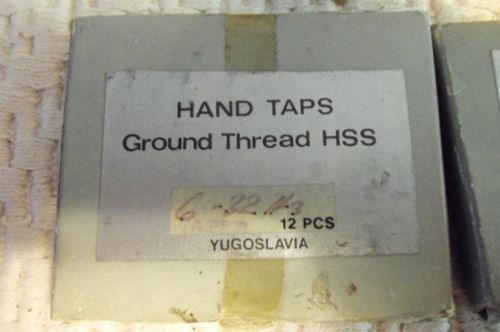 HAND TAPS
Ground Thread HSS
6-32 H3
12 PCS
YUGOSLAVIA